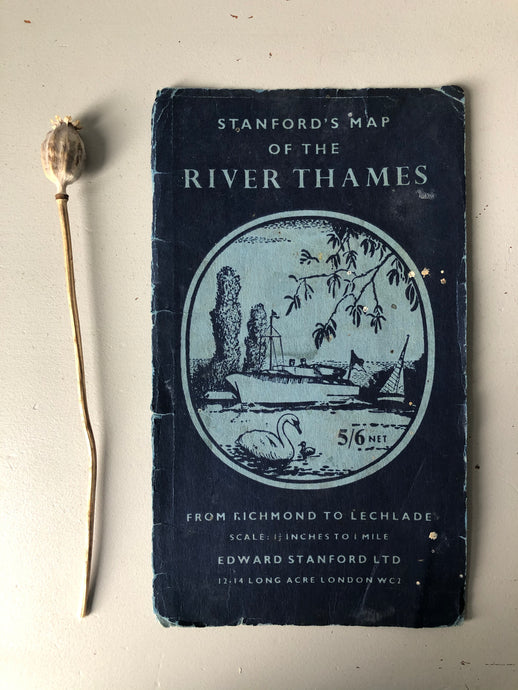 STANFORD'S MAP
OF THE
RIVER THAMES
5/6 NET
FROM RICHMOND TO LECHLADE
SCALE: 1½ INCHES TO 1 MILE
EDWARD STANFORD LTD
12-14 LONG ACRE LONDON WC2